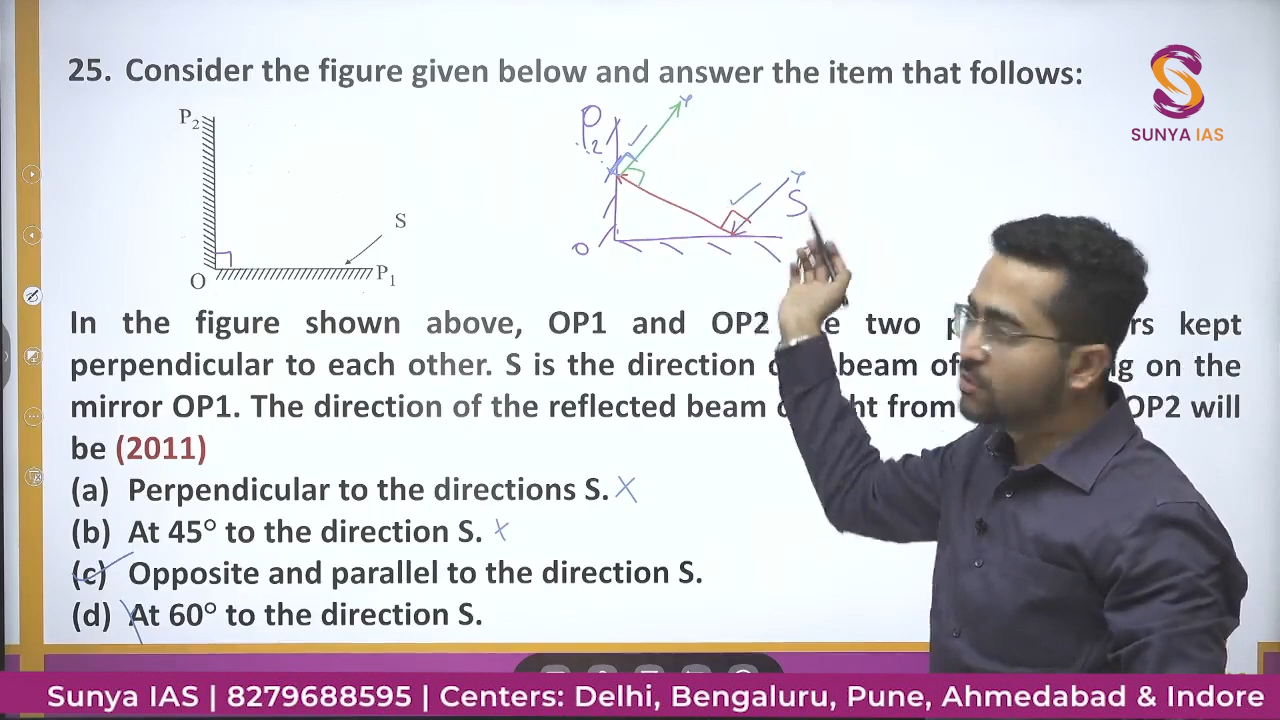 25. Consider the figure given below and answer the item that follows:
SUNYA IAS
P2
S
O
P1
P2
S
O
In the figure shown above, OP1 and OP2 two p rs kept
perpendicular to each other. S is the direction beam of g on the
mirror OP1. The direction of the reflected beam ht from OP2 will
be (2011)
(a) Perpendicular to the directions S.
(b) At 45° to the direction S.
(c) Opposite and parallel to the direction S.
(d) At 60° to the direction S.
Sunya IAS | 8279688595 | Centers: Delhi, Bengaluru, Pune, Ahmedabad & Indore